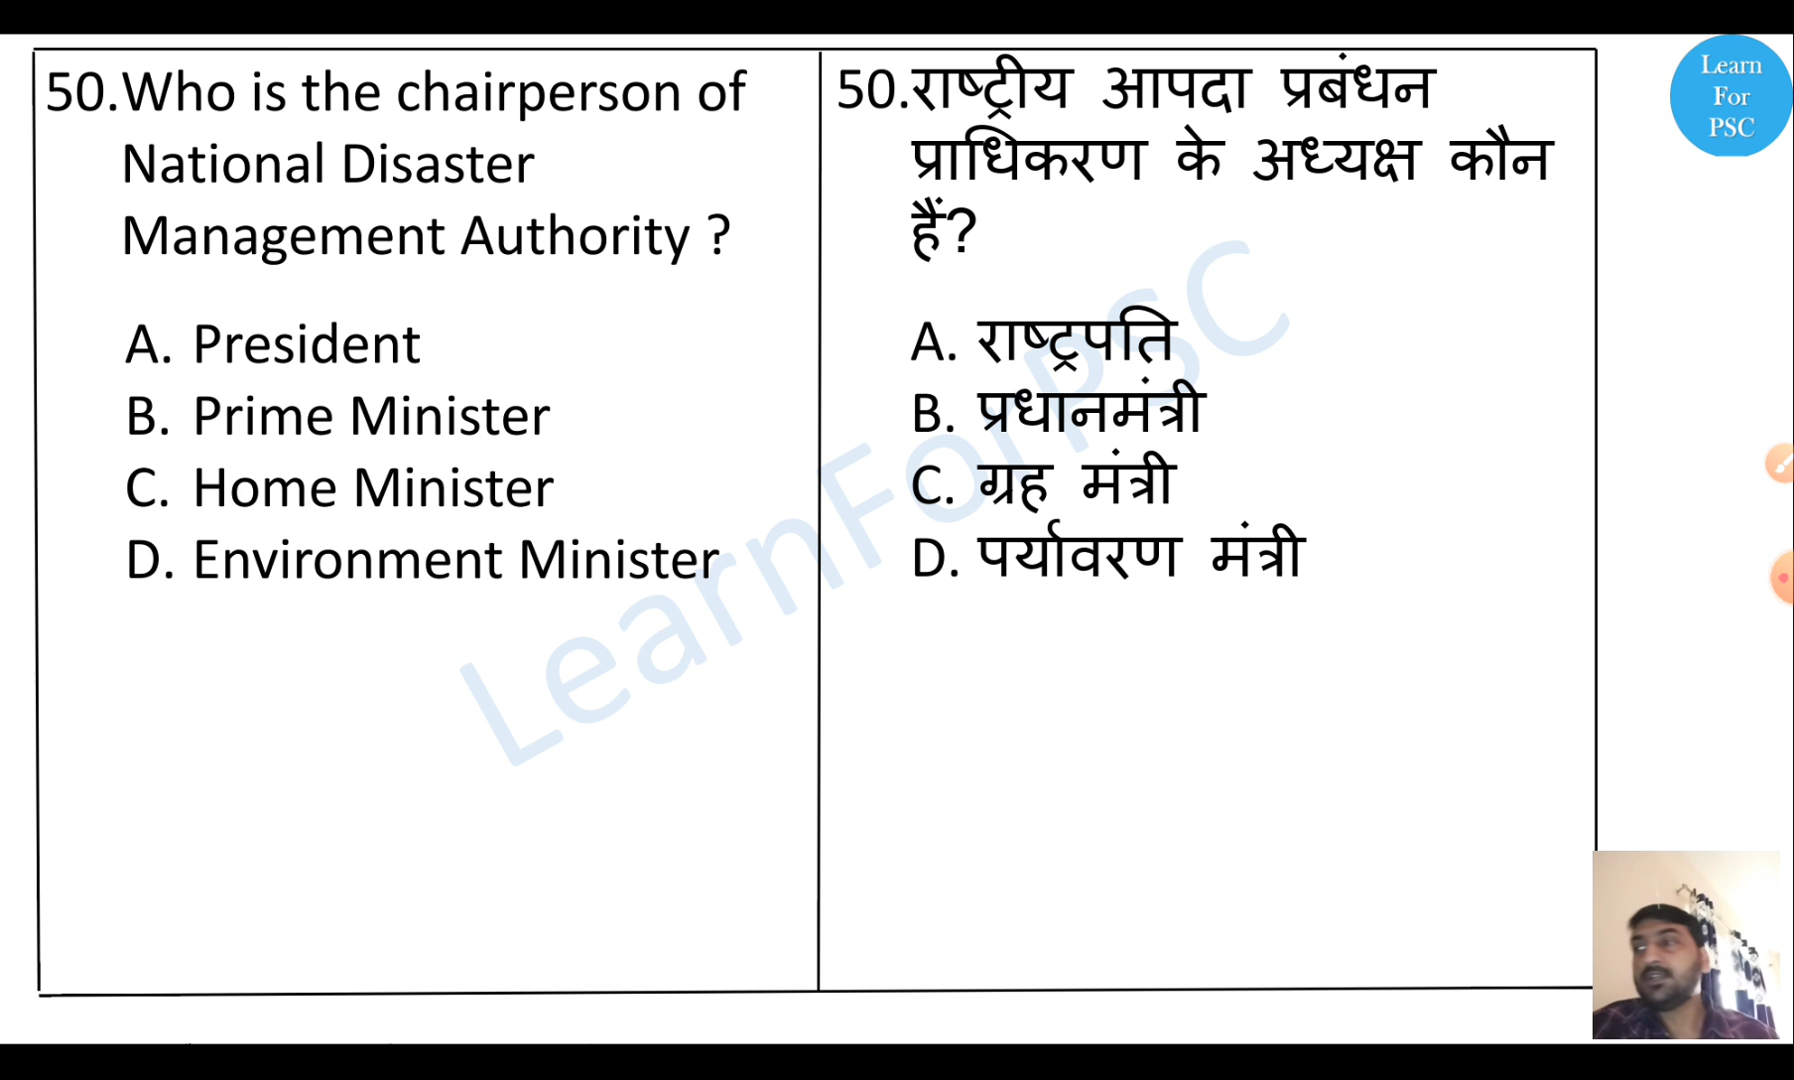 50.Who is the chairperson of
National Disaster
Management Authority ?
A. President
B. Prime Minister
C. Home Minister
D. Environment Minister
50.राष्ट्रीय आपदा प्रबंधन
प्राधिकरण के अध्यक्ष कौन
हैं?
A. राष्ट्रपति
B. प्रधानमंत्री
C. ग्रह मंत्री
D. पर्यावरण मंत्री
LearnForPSC
Learn
For
PSC